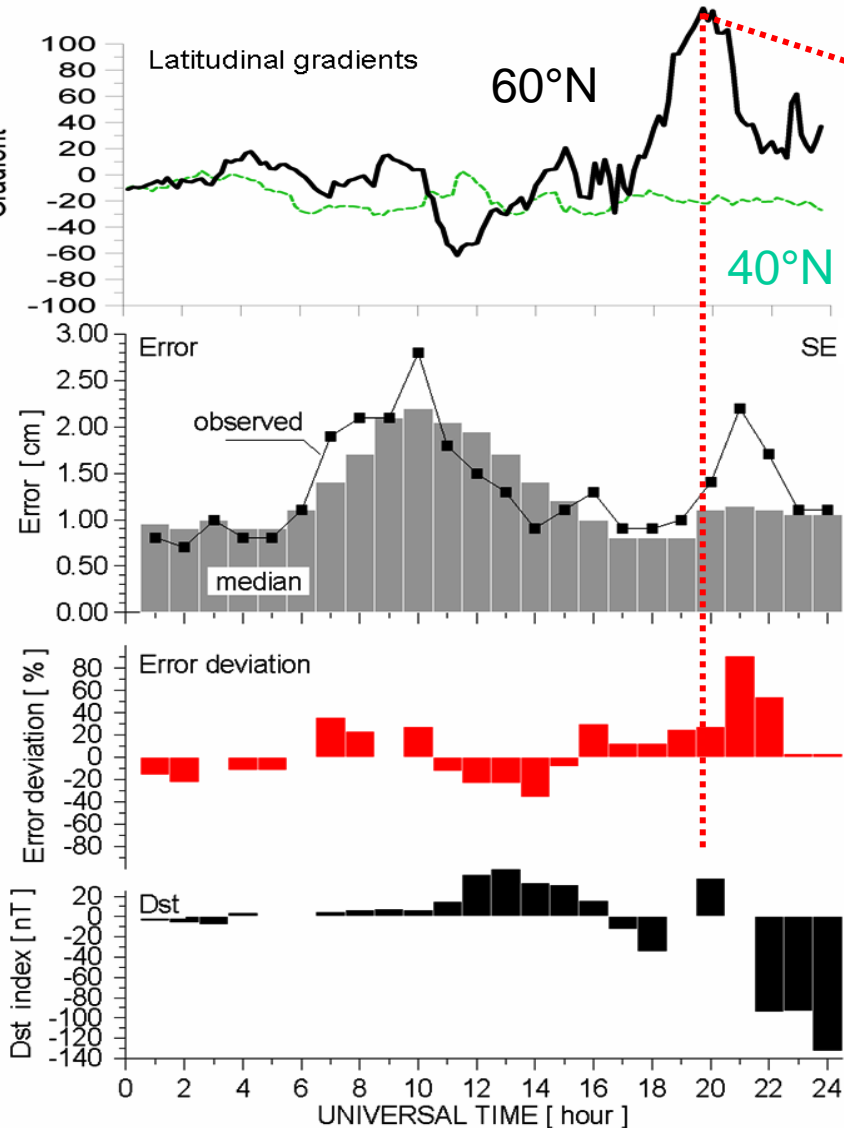 Latitudinal gradients
60°N
40°N
100
80
60
40
20
0
-20
-40
-60
-80
-100
Gradient
Error
SE
observed
median
3.00
2.50
2.00
1.50
1.00
0.50
0.00
Error [ cm]
Error deviation
80
60
40
20
0
-20
-40
-60
-80
Error deviation [ % ]
Dst
20
0
-20
-40
-60
-80
-100
-120
-140
Dst index [ nT ]
0 2 4 6 8 10 12 14 16 18 20 22 24
UNIVERSAL TIME [ hour ]